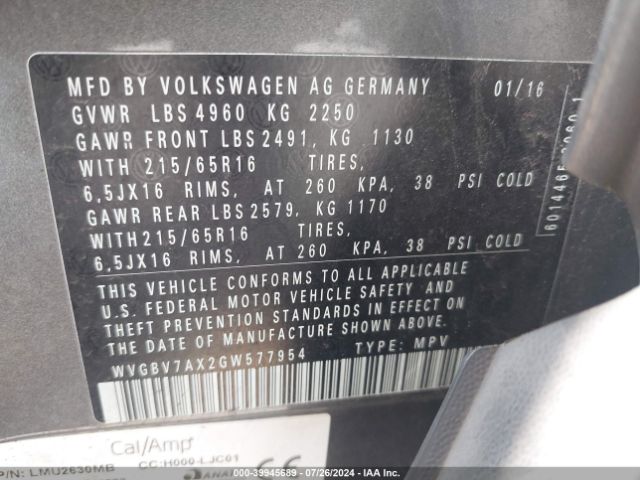 MFD BY VOLKSWAGEN AG GERMANY 01/16
GVWR LBS 4960 KG 2250
GAWR FRONT LBS 2491, KG 1130
WITH 215/65R16 TIRES,
6,5JX16 RIMS, AT 260 KPA, 38 PSI COLD
GAWR REAR LBS 2579, KG 1170
WITH 215/65R16 TIRES,
6,5JX16 RIMS, AT 260 KPA, 38 PSI COLD
THIS VEHICLE CONFORMS TO ALL APPLICABLE
U.S. FEDERAL MOTOR VEHICLE SAFETY AND
THEFT PREVENTION STANDARDS IN EFFECT ON
THE DATE OF MANUFACTURE SHOWN ABOVE.
WVGBV7AX2GW577954 TYPE: MPV
Cal/Amp
P/N: LMU2630MB CC:H000-LJC01
000-39945689 07/26/2024 IAA